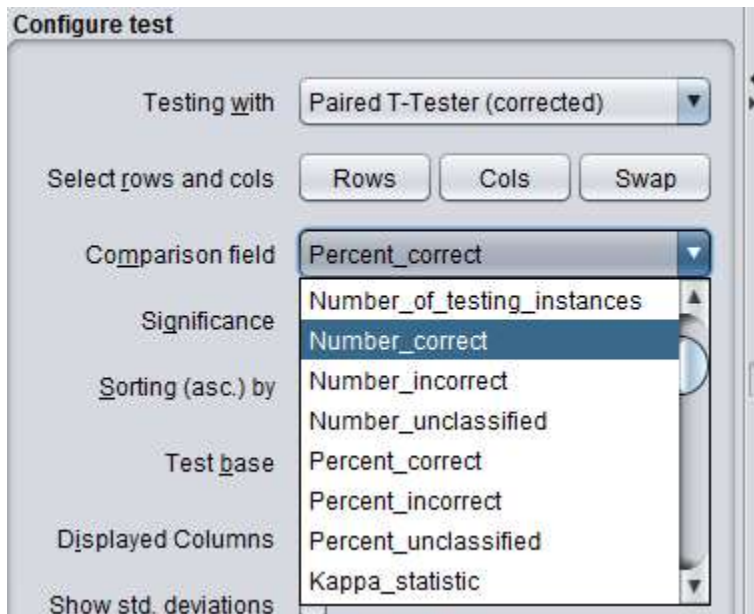 Configure test
Testing with Paired T-Tester (corrected)
Select rows and cols Rows Cols Swap
Comparison field Percent_correct
Number_of_testing_instances
Significance
Number_correct
Sorting (asc.) by
Number_incorrect
Number_unclassified
Test base
Percent_correct
Percent_incorrect
Displayed Columns
Percent_unclassified
Kappa_statistic
Show std. deviations